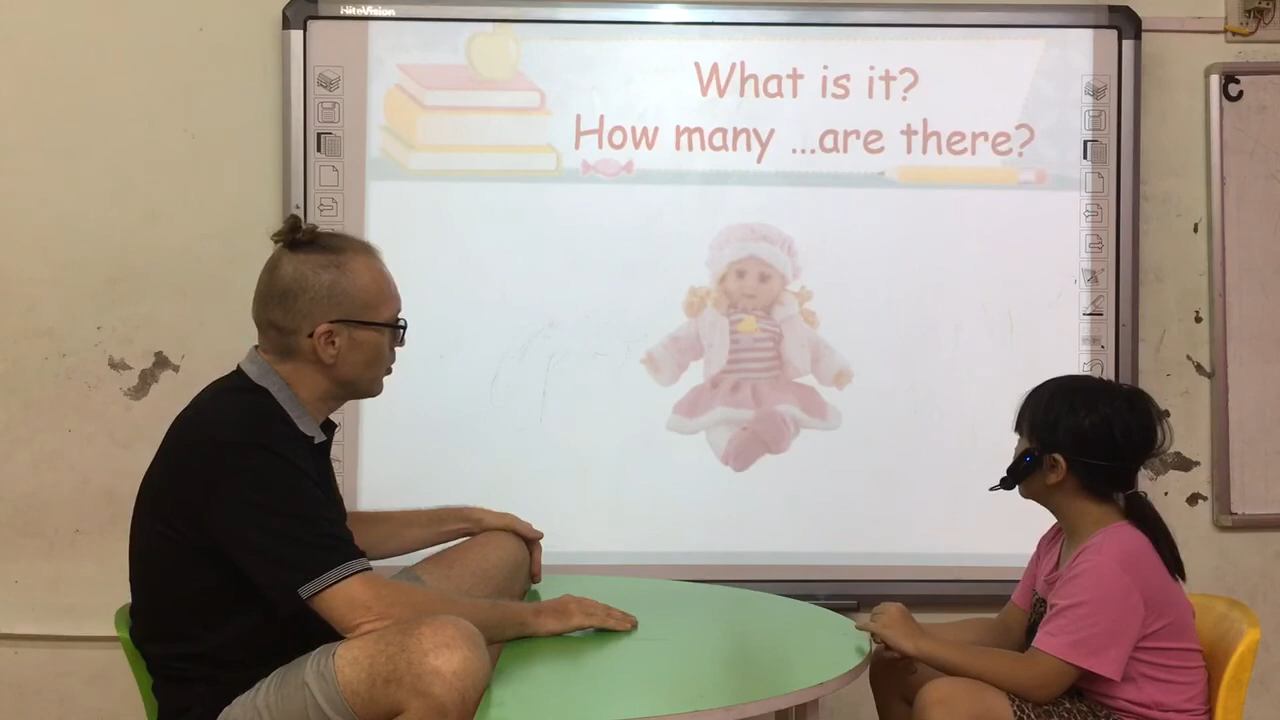 HiteVision
What is it?
How many ...are there?
C